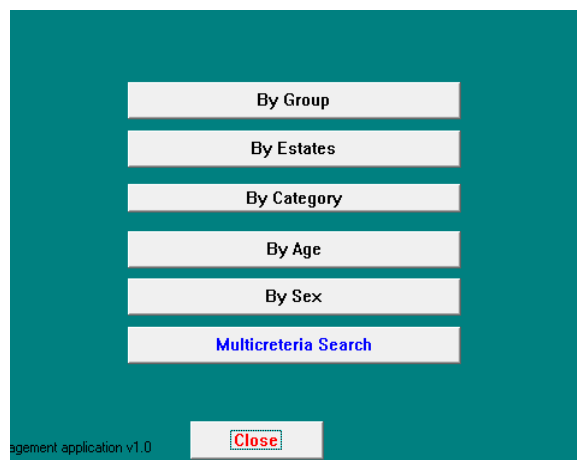 By Group
By Estates
By Category
By Age
By Sex
Multicreteria Search
Close
agement application v1.0